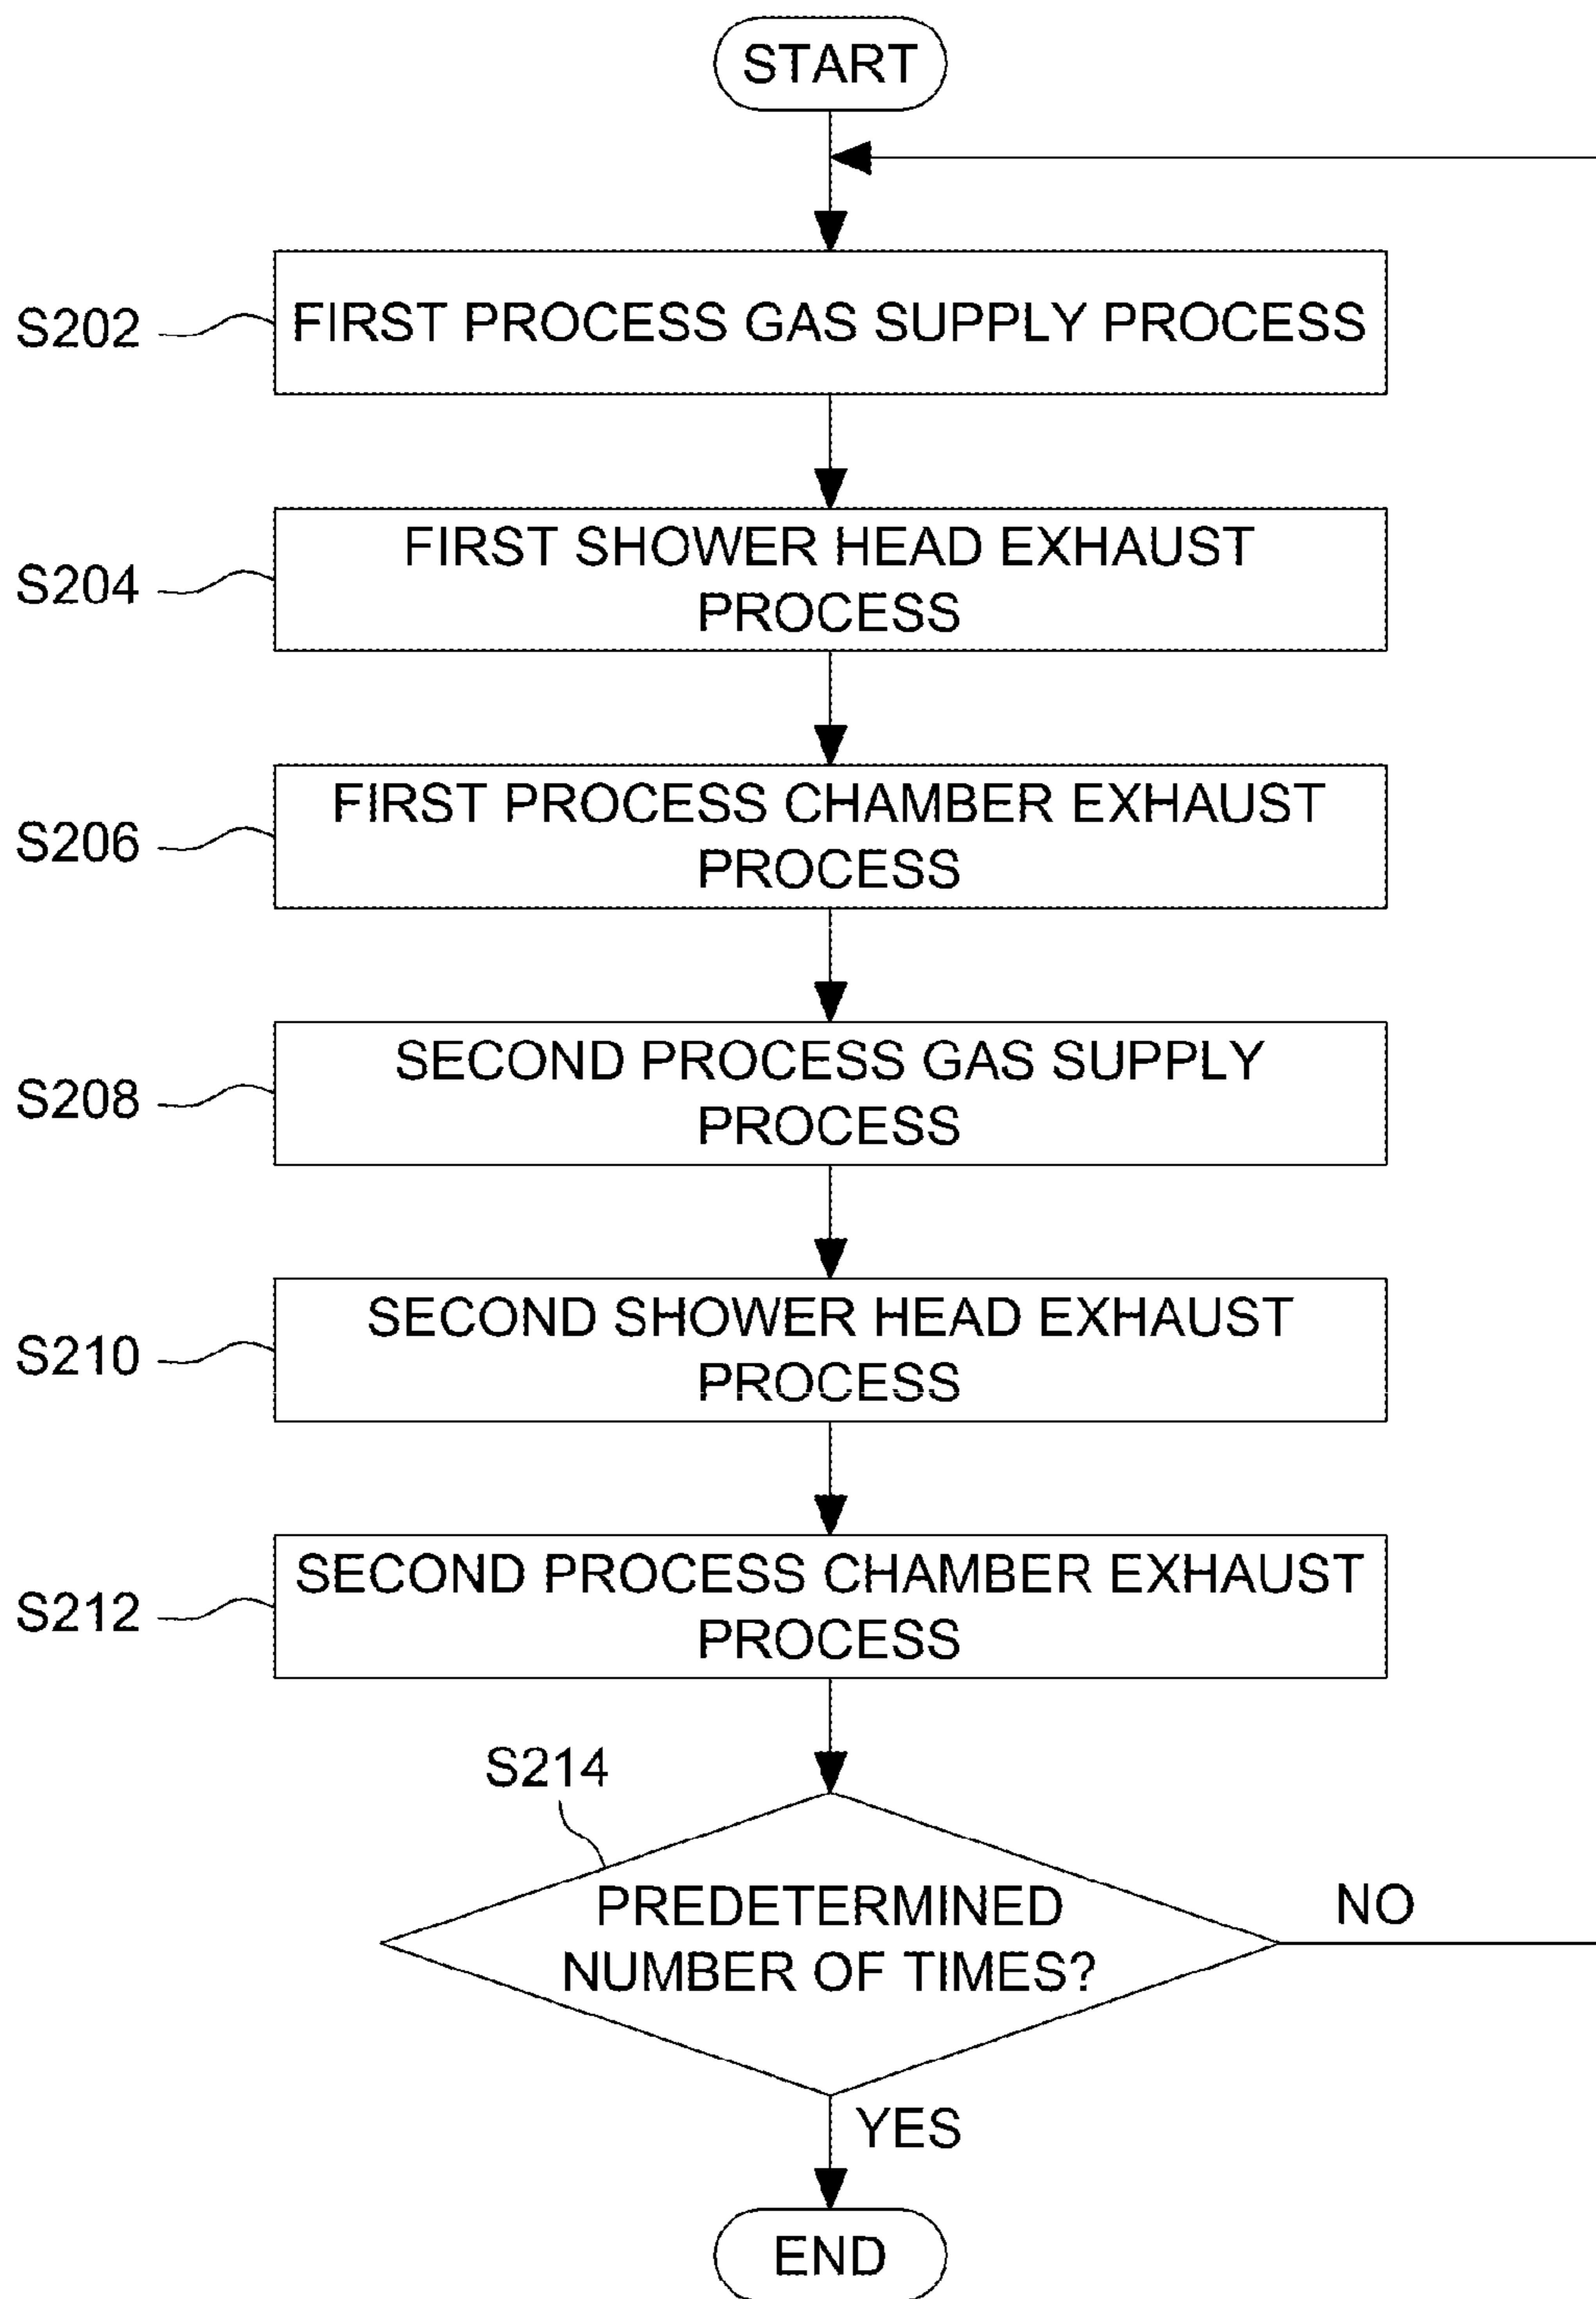 START
S202
FIRST PROCESS GAS SUPPLY PROCESS
S204
FIRST SHOWER HEAD EXHAUST
PROCESS
S206
FIRST PROCESS CHAMBER EXHAUST
PROCESS
S208
SECOND PROCESS GAS SUPPLY
PROCESS
S210
SECOND SHOWER HEAD EXHAUST
PROCESS
S212
SECOND PROCESS CHAMBER EXHAUST
PROCESS
S214
PREDETERMINED
NUMBER OF TIMES?
NO
YES
END